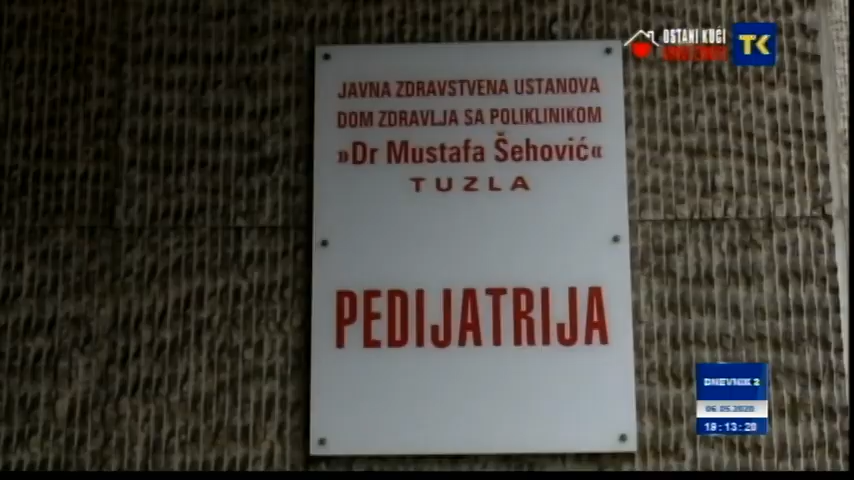 OSTANI KUĆI
TK
JAVNA ZDRAVSTVENA USTANOVA
DOM ZDRAVLJA SA POLIKLINIKOM
»Dr Mustafa Šehović«
TUZLA
PEDIJATRIJA
DNEVNIK 2
06.05.2020
19:13:20